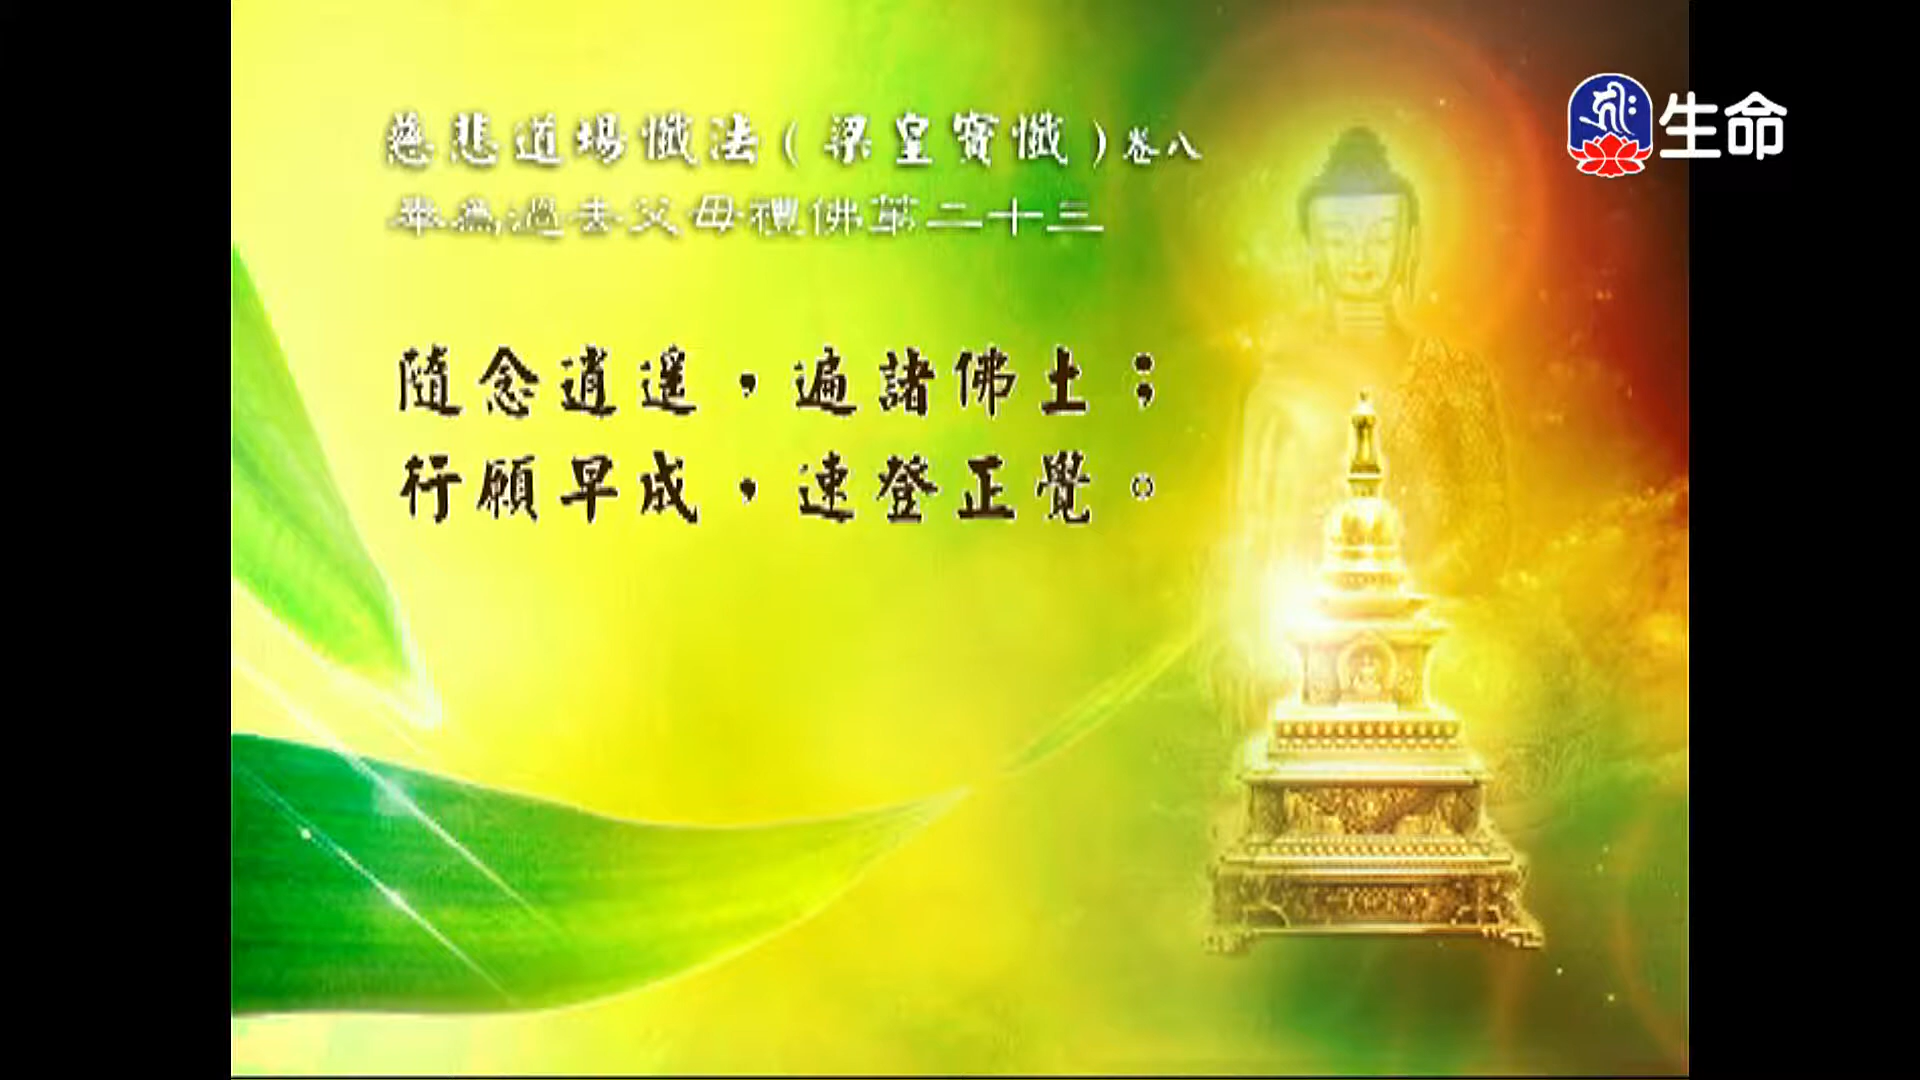 生命
慈悲道場懺法(梁皇寶懺)卷八
奉為過去父母禮佛第二十三
隨念逍遥,遍諸佛土;
行願早成,速登正覺。